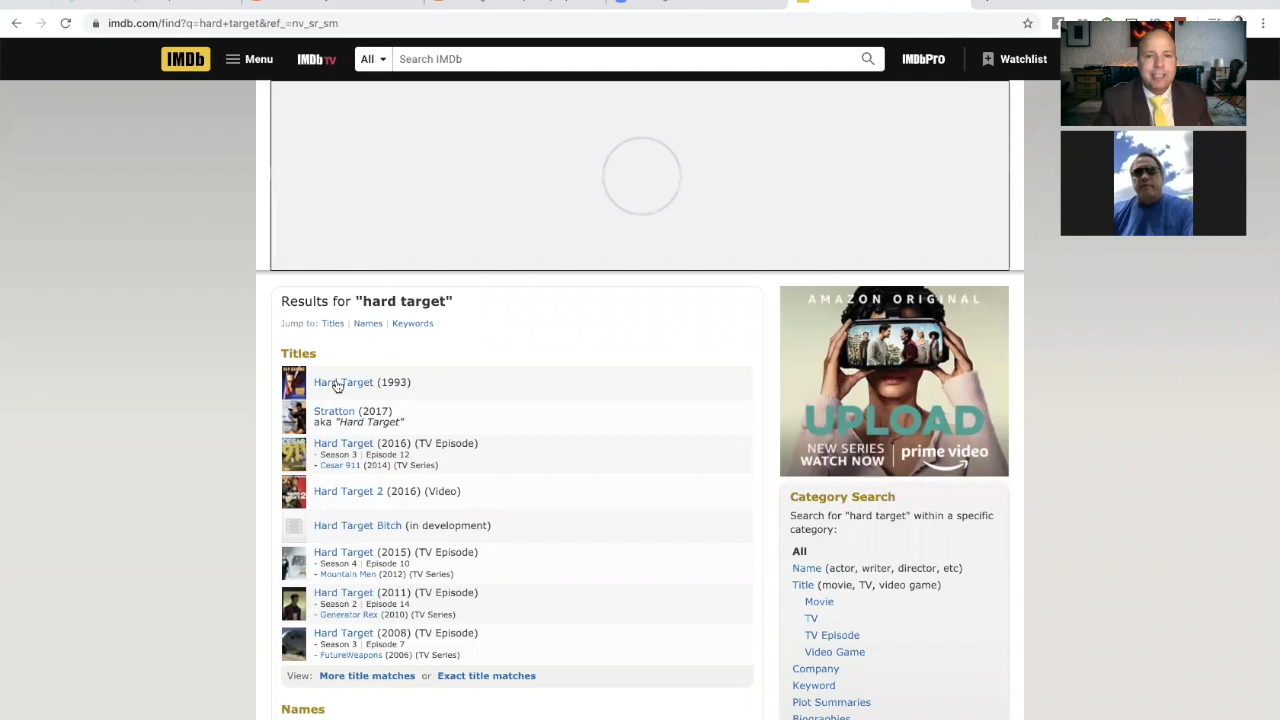 imdb.com/find?q=hard+target&ref_=nv_sr_sm
IMDb
Menu
IMDbTV
All
Search IMDb
IMDbPro
Watchlist
Results for "hard target"
Jump to: Titles | Names | Keywords
Titles
Hard Target (1993)
Stratton (2017)
aka "Hard Target"
Hard Target (2016) (TV Episode)
- Season 3 | Episode 12
- Cesar 911 (2014) (TV Series)
Hard Target 2 (2016) (Video)
Hard Target Bitch (in development)
Hard Target (2015) (TV Episode)
- Season 4 | Episode 10
- Mountain Men (2012) (TV Series)
Hard Target (2011) (TV Episode)
- Season 2 | Episode 14
- Generator Rex (2010) (TV Series)
Hard Target (2008) (TV Episode)
- Season 3 | Episode 7
- FutureWeapons (2006) (TV Series)
View: More title matches or Exact title matches
Names
AMAZON ORIGINAL
UPLOAD
NEW SERIES
WATCH NOW
prime video
Category Search
Search for "hard target" within a specific
category:
All
Name (actor, writer, director, etc)
Title (movie, TV, video game)
Movie
TV
TV Episode
Video Game
Company
Keyword
Plot Summaries
Biographies